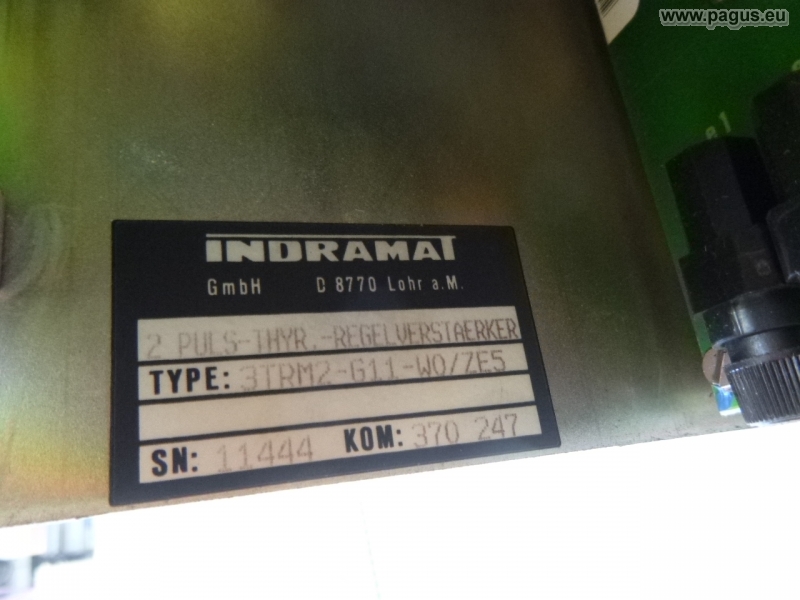 www.pagus.eu
INDRAMAT
GmbH D 8770 Lohr a.M.
2 PULS-THYR.-REGELVERSTAERKER
TYPE: 3TRM2-G11-W0/ZE5
SN: 11444 KOM: 370 247